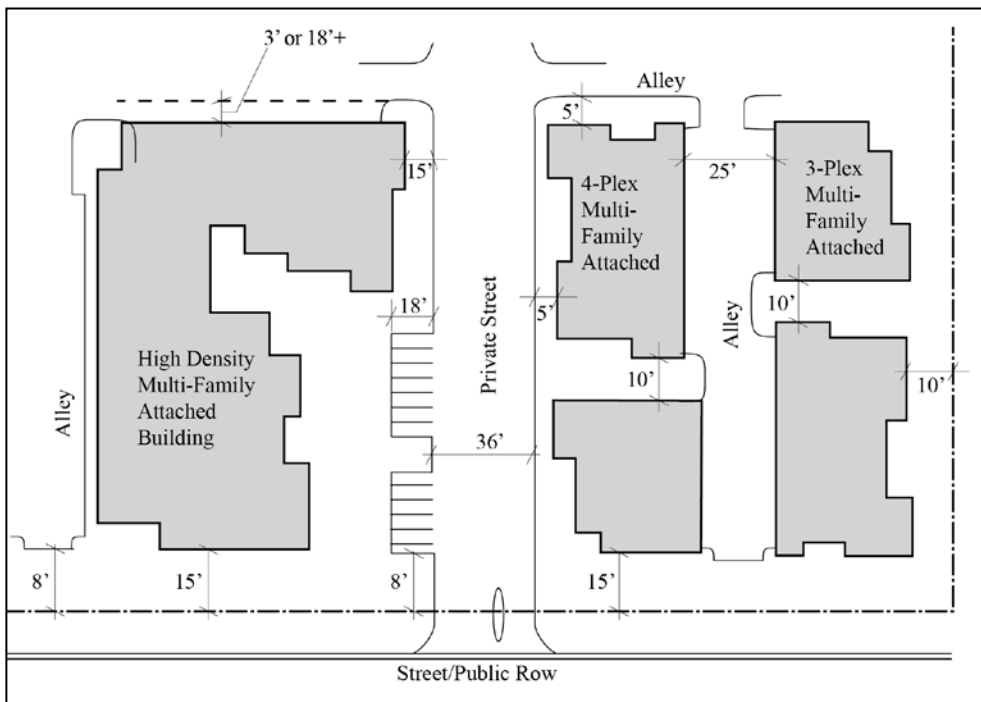 3’ or 18’+
Alley
5’
15’
25’
4-Plex
Multi-
Family
Attached
3-Plex
Multi-
Family
Attached
18’
5’
10’
Private Street
Alley
High Density
Multi-Family
Attached
Building
Alley
10’
10’
36’
8’
15’
8’
15’
Street/Public Row